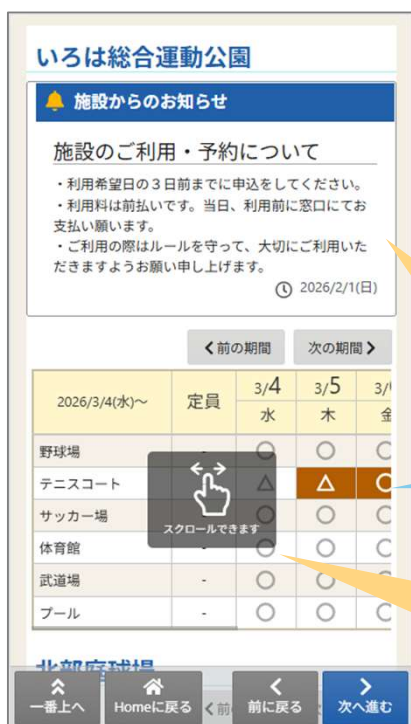 いろは総合運動公園
施設からのお知らせ
施設のご利用・予約について
・利用希望日の３日前までに申込をしてください。
・利用料は前払いです。当日、利用前に窓口にてお
支払い願います。
・ご利用の際はルールを守って、大切にご利用いた
だきますようお願い申し上げます。
2026/2/1(日)
前の期間 次の期間
2026/3/4(水)～ 定員 3/4 3/5 3/
水 木 金
野球場 - ○ ○ ○
テニスコート △ △ ○
サッカー場 ○ ○ ○
スクロールできます
体育館 ○ ○ ○
武道場 - ○ ○ ○
プール - ○ ○ ○
北部庭球場
一番上へ Homeに戻る 前に戻る 次へ進む